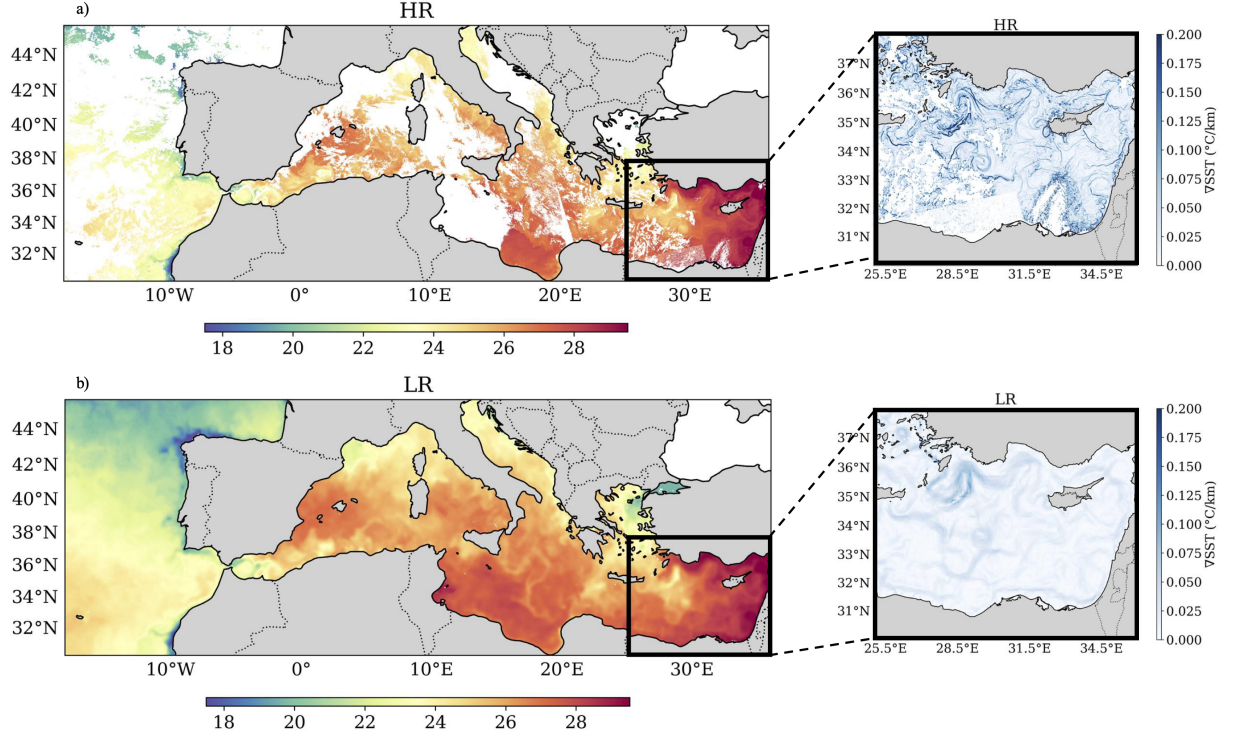 a)
HR
44°N
42°N
40°N
38°N
36°N
34°N
32°N
10°W 0° 10°E 20°E 30°E
18 20 22 24 26 28
HR
37°N
36°N
35°N
34°N
33°N
32°N
31°N
25.5°E 28.5°E 31.5°E 34.5°E
0.200
0.175
0.150
0.125
0.100
0.075
0.050
0.025
0.000
∇SST (°C/km)
b)
LR
44°N
42°N
40°N
38°N
36°N
34°N
32°N
10°W 0° 10°E 20°E 30°E
18 20 22 24 26 28
LR
37°N
36°N
35°N
34°N
33°N
32°N
31°N
25.5°E 28.5°E 31.5°E 34.5°E
0.200
0.175
0.150
0.125
0.100
0.075
0.050
0.025
0.000
∇SST (°C/km)